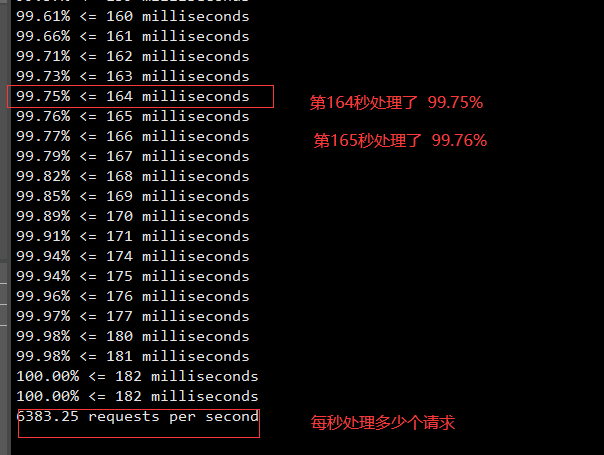 99.61% <= 160 milliseconds
99.66% <= 161 milliseconds
99.71% <= 162 milliseconds
99.73% <= 163 milliseconds
99.75% <= 164 milliseconds 第164秒处理了 99.75%
99.76% <= 165 milliseconds
99.77% <= 166 milliseconds 第165秒处理了 99.76%
99.79% <= 167 milliseconds
99.82% <= 168 milliseconds
99.85% <= 169 milliseconds
99.89% <= 170 milliseconds
99.91% <= 171 milliseconds
99.94% <= 174 milliseconds
99.94% <= 175 milliseconds
99.96% <= 176 milliseconds
99.97% <= 177 milliseconds
99.98% <= 180 milliseconds
99.98% <= 181 milliseconds
100.00% <= 182 milliseconds
100.00% <= 182 milliseconds
6383.25 requests per second 每秒处理多少个请求